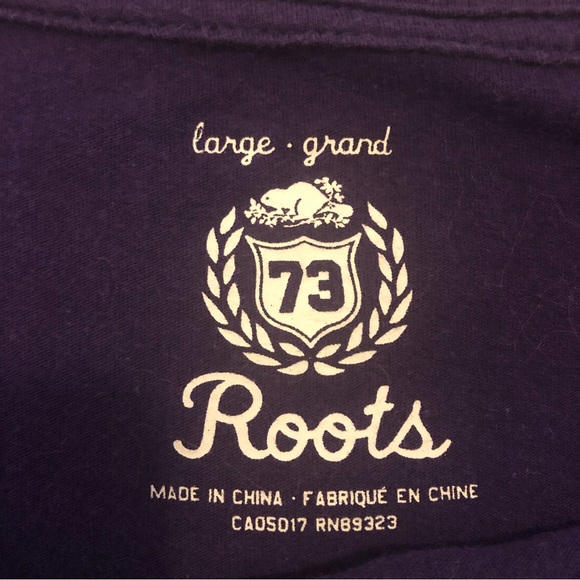 large · grand
73
Roots
MADE IN CHINA · FABRIQUÉ EN CHINE
CA05017 RN89323